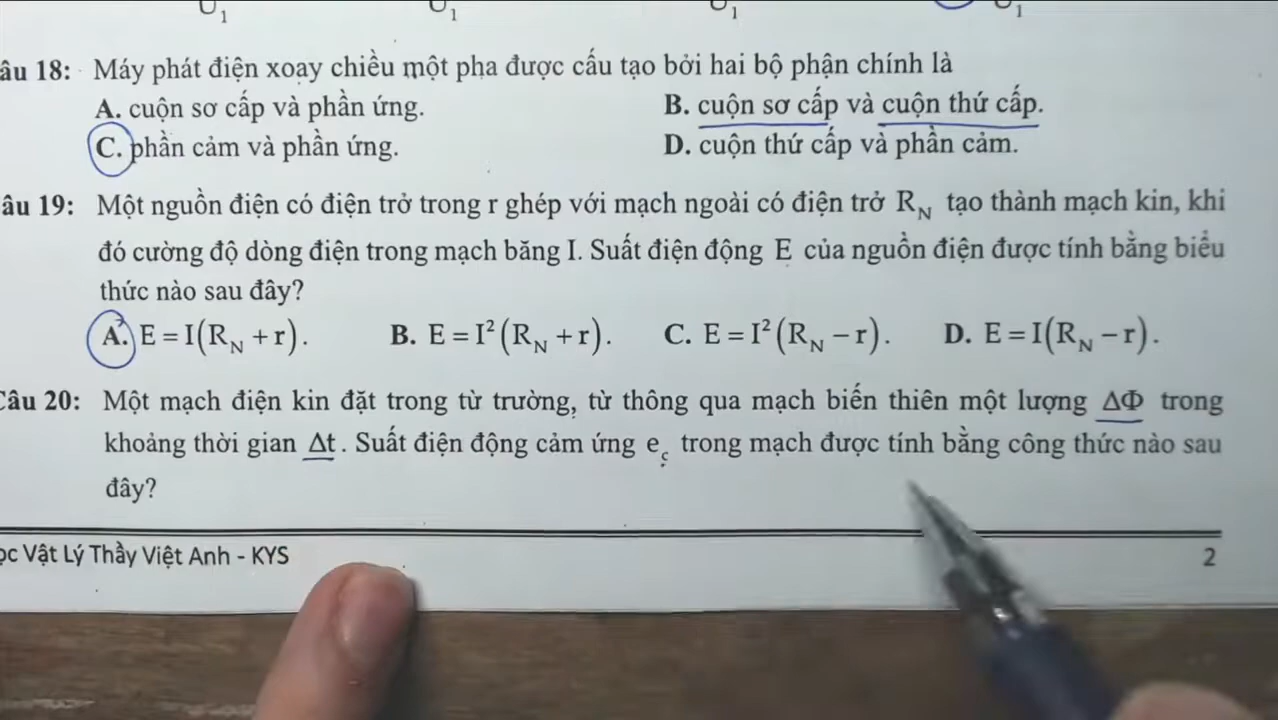 U₁ U₁ U₁ U₁
âu 18: Máy phát điện xoay chiều một pha được cấu tạo bởi hai bộ phận chính là
A. cuộn sơ cấp và phần ứng. B. cuộn sơ cấp và cuộn thứ cấp.
C. phần cảm và phần ứng. D. cuộn thứ cấp và phần cảm.
âu 19: Một nguồn điện có điện trở trong r ghép với mạch ngoài có điện trở R_N tạo thành mạch kin, khi
đó cường độ dòng điện trong mạch băng I. Suất điện động E của nguồn điện được tính bằng biểu
thức nào sau đây?
A. E = I(R_N + r). B. E = I²(R_N + r). C. E = I²(R_N − r). D. E = I(R_N − r).
Câu 20: Một mạch điện kin đặt trong từ trường, từ thông qua mạch biến thiên một lượng ΔΦ trong
khoảng thời gian Δt. Suất điện động cảm ứng e_c trong mạch được tính bằng công thức nào sau
đây?
ọc Vật Lý Thầy Việt Anh - KYS 2